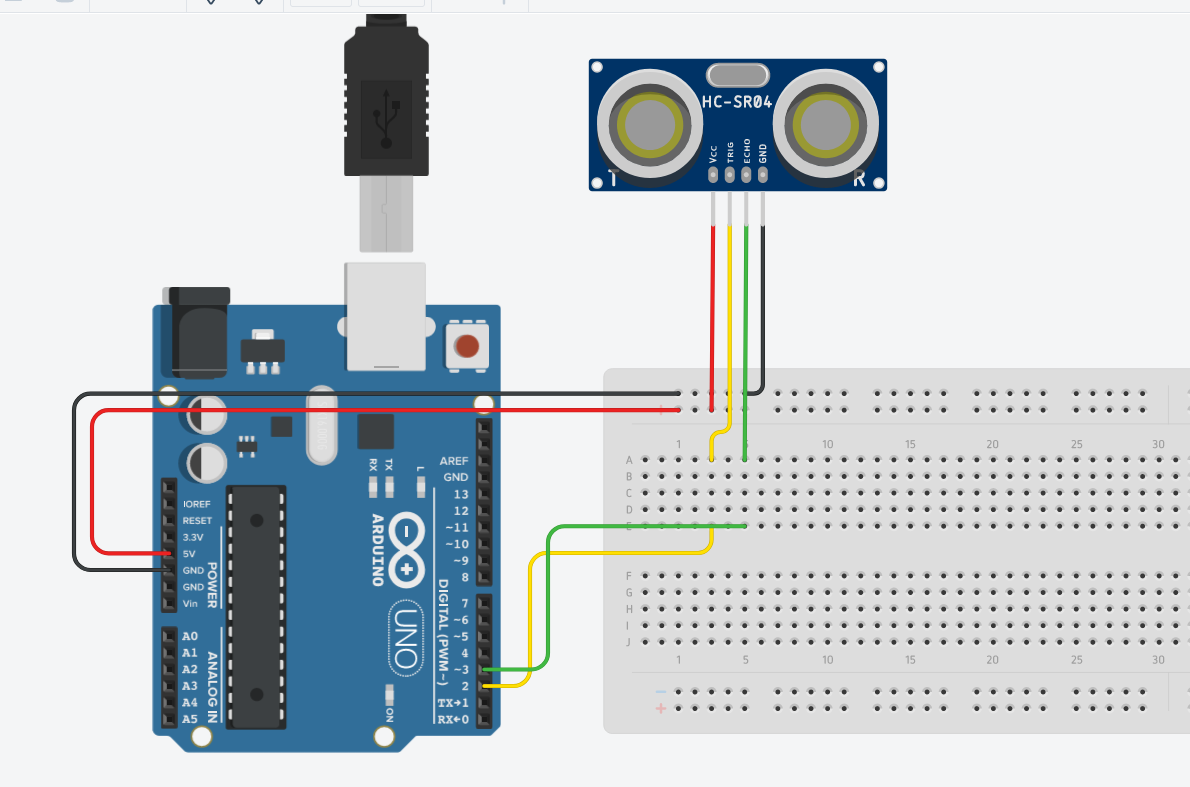 HC-SR04
VCC
TRIG
ECHO
GND
T
R
AREF
GND
13
12
~11
~10
~9
8
7
~6
~5
4
~3
2
TX→1
RX←0
DIGITAL (PWM~)
IOREF
RESET
3.3V
5V
GND
GND
Vin
POWER
A0
A1
A2
A3
A4
A5
ANALOG IN
RX
TX
L
ARDUINO
UNO
ON
1 5 10 15 20 25 30
A
B
C
D
E
F
G
H
I
J
1 5 10 15 20 25 30
−
+